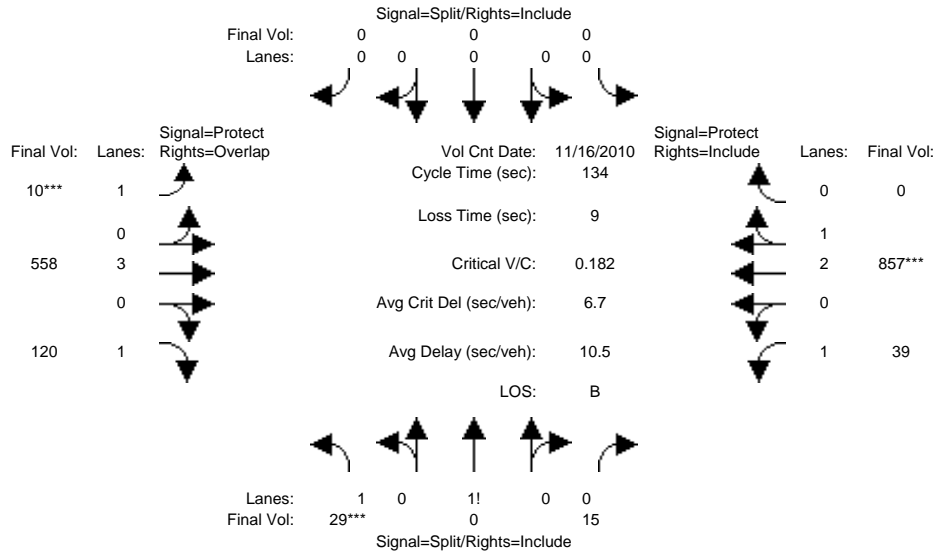 Signal=Split/Rights=Include
Final Vol: 0 0 0
Lanes: 0 0 0 0 0
Signal=Protect Signal=Protect
Final Vol: Lanes: Rights=Overlap Vol Cnt Date: 11/16/2010 Rights=Include Lanes: Final Vol:
Cycle Time (sec): 134
10*** 1 0 0
Loss Time (sec): 9
0 1
558 3 Critical V/C: 0.182 2 857***
0 Avg Crit Del (sec/veh): 6.7 0
120 1 Avg Delay (sec/veh): 10.5 1 39
LOS: B
Lanes: 1 0 1! 0 0
Final Vol: 29*** 0 15
Signal=Split/Rights=Include